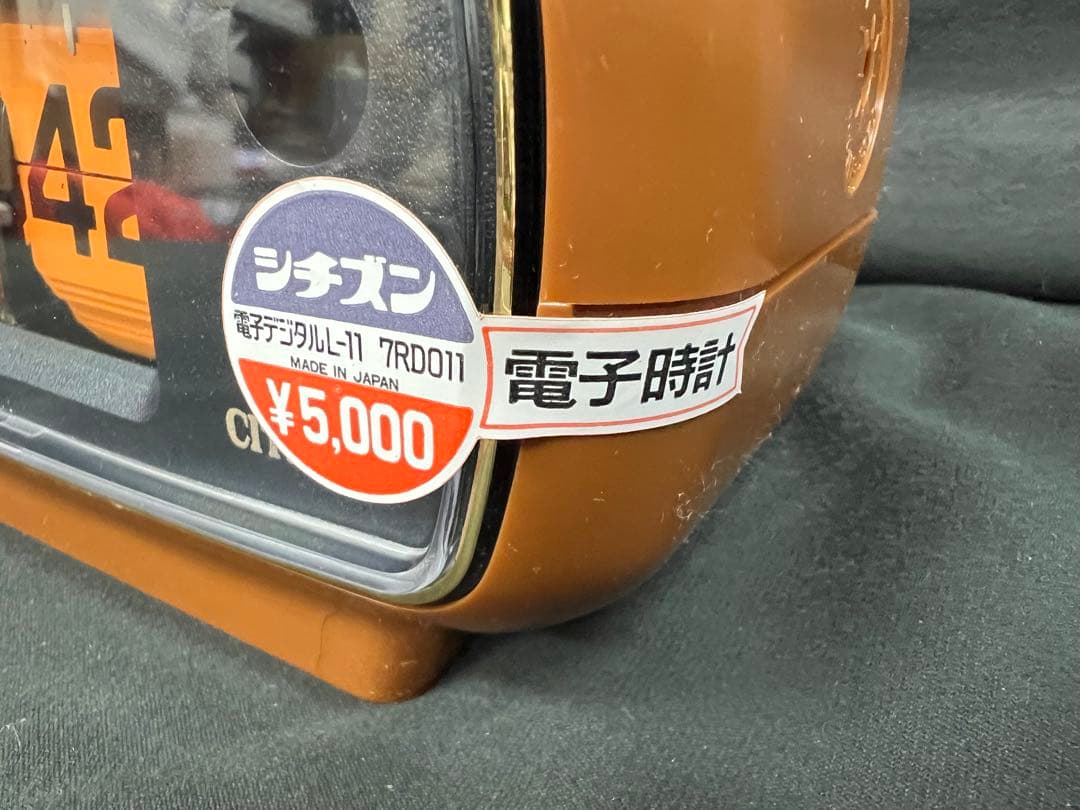 42
シチズン
電子デジタルL-11 7RD011
MADE IN JAPAN
¥5,000
電子時計